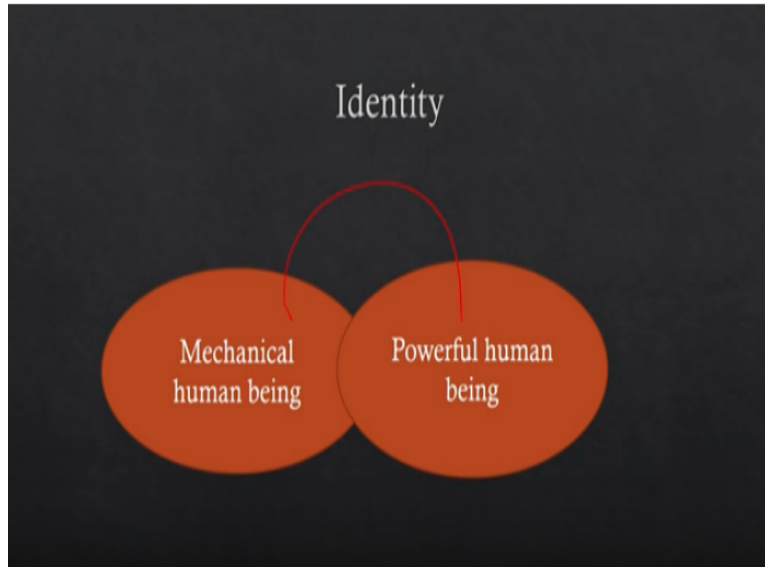 Identity
Mechanical
human being
Powerful human
being